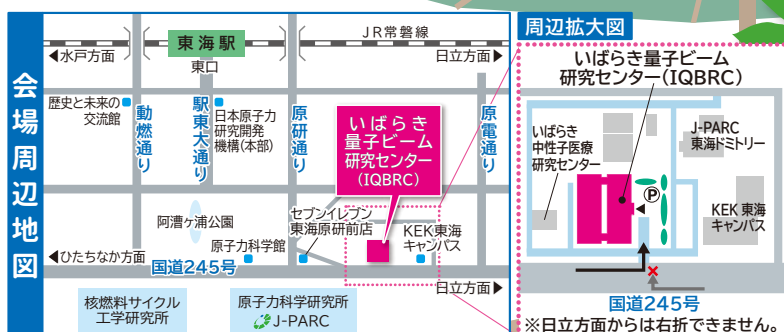 会場周辺地図
東海駅
東口
JR常磐線
◀水戸方面
日立方面▶
歴史と未来の
交流館
動燃通り
駅東大通り
日本原子力
研究開発
機構(本部)
原研通り
原電通り
いばらき
量子ビーム
研究センター
(IQBRC)
阿漕ヶ浦公園
原子力科学館
セブンイレブン
東海原研前店
KEK 東海
キャンパス
◀ひたちなか方面
国道245号
日立方面▶
核燃料サイクル
工学研究所
原子力科学研究所
J-PARC
周辺拡大図
いばらき量子ビーム
研究センター(IQBRC)
いばらき
中性子医療
研究センター
J-PARC
東海ドミトリー
P
KEK 東海
キャンパス
国道245号
※日立方面からは右折できません。